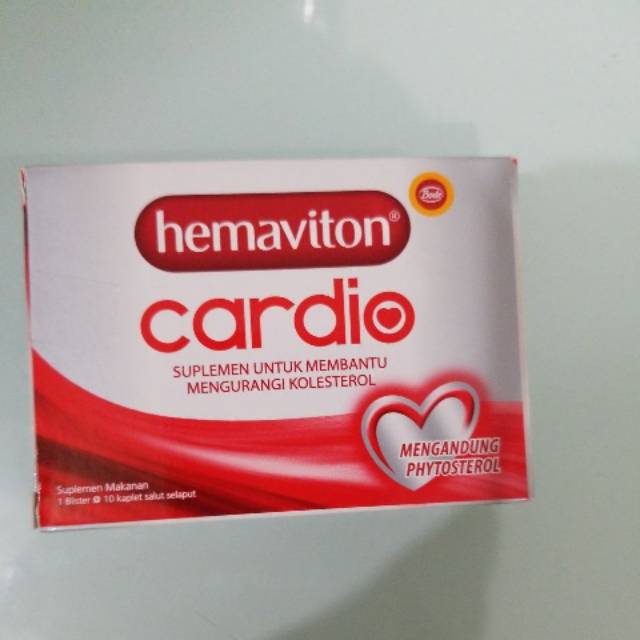 hemaviton®
Bode
cardio
SUPLEMEN UNTUK MEMBANTU
MENGURANGI KOLESTEROL
MENGANDUNG
PHYTOSTEROL
Suplemen Makanan
1 Blister @ 10 kaplet salut selaput